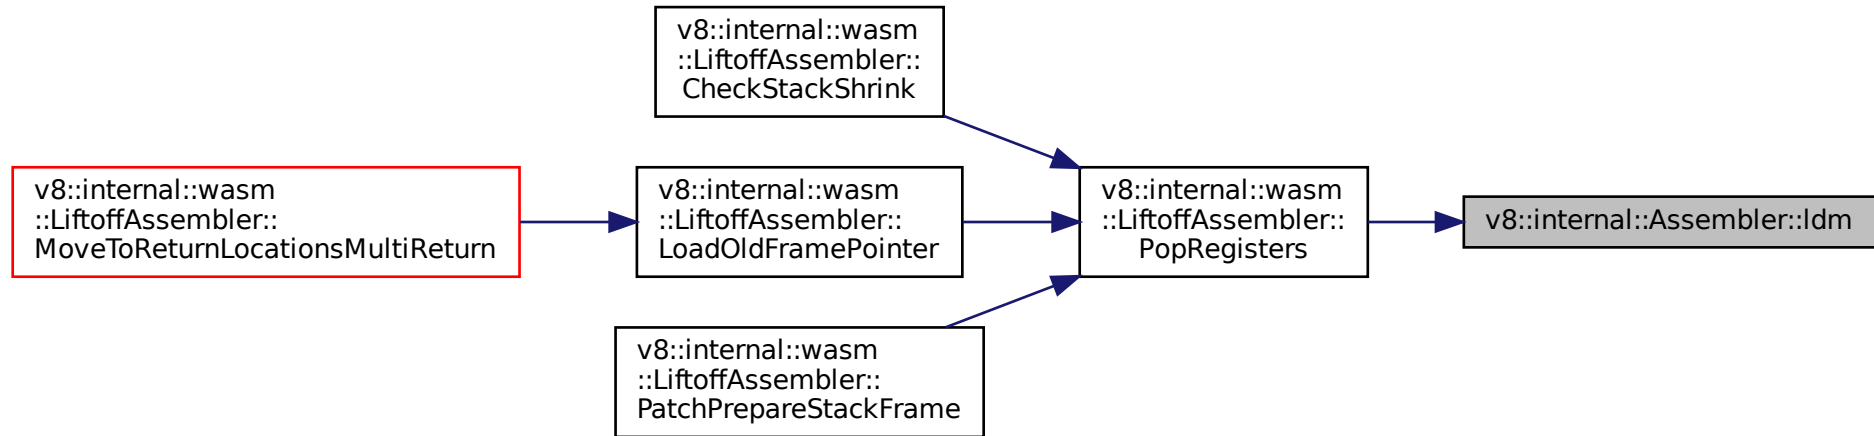 v8::internal::wasm
::LiftoffAssembler::
CheckStackShrink
v8::internal::wasm
::LiftoffAssembler::
MoveToReturnLocationsMultiReturn
v8::internal::wasm
::LiftoffAssembler::
LoadOldFramePointer
v8::internal::wasm
::LiftoffAssembler::
PopRegisters
v8::internal::Assembler::ldm
v8::internal::wasm
::LiftoffAssembler::
PatchPrepareStackFrame